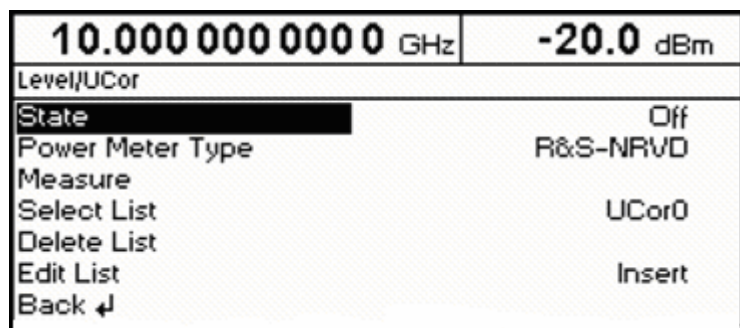 10.000 000 000 0 GHz -20.0 dBm
Level/UCor
State Off
Power Meter Type R&S-NRVD
Measure
Select List UCor0
Delete List
Edit List Insert
Back ↲